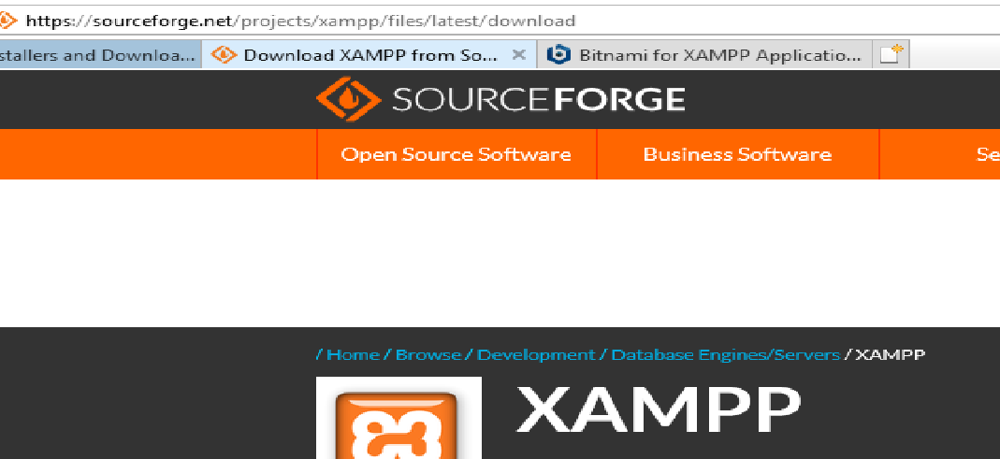 https://sourceforge.net/projects/xampp/files/latest/download
stallers and Downloa... Download XAMPP from So... Bitnami for XAMPP Applicatio...
SOURCEFORGE
Open Source Software Business Software Se
/ Home / Browse / Development / Database Engines/Servers / XAMPP
XAMPP